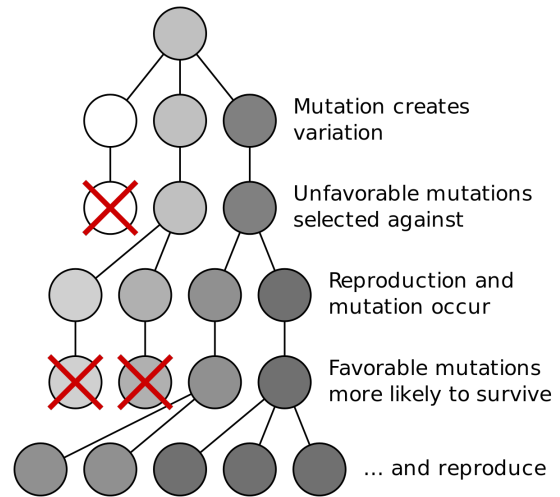 Mutation creates
variation
Unfavorable mutations
selected against
Reproduction and
mutation occur
Favorable mutations
more likely to survive
... and reproduce